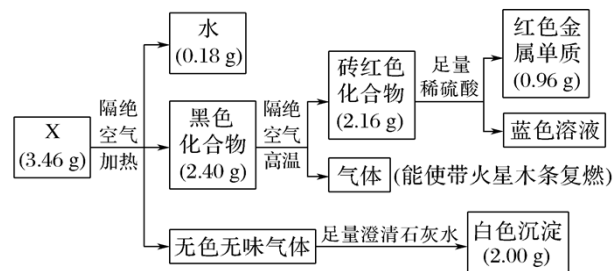 水
(0.18 g)
红色金
属单质
(0.96 g)
砖红色
化合物
(2.16 g)
足量
稀硫酸
隔绝
空气
加热
X
(3.46 g)
黑色
化合物
(2.40 g)
隔绝
空气
高温
蓝色溶液
气体
(能使带火星木条复燃)
无色无味气体
足量澄清石灰水
白色沉淀
(2.00 g)